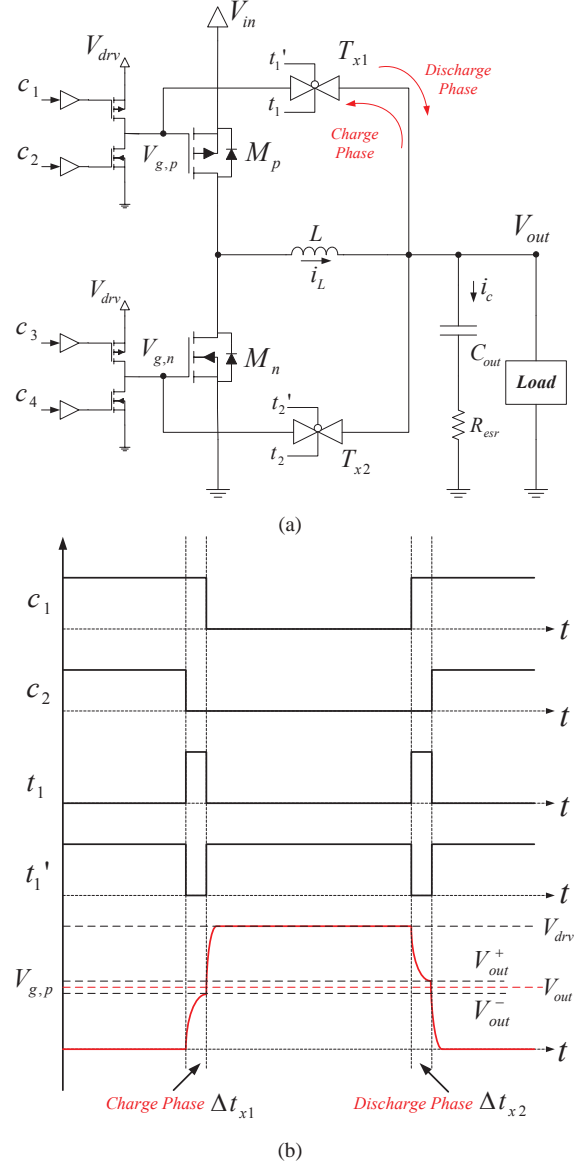 V_in
V_drv
t_1'
T_x1
Discharge
Phase
c_1
t_1
Charge
Phase
c_2
V_g,p
M_p
L
V_out
i_L
V_drv
i_c
c_3
V_g,n
M_n
C_out
Load
c_4
t_2'
R_esr
t_2
T_x2
(a)
c_1
t
c_2
t
t_1
t
t_1'
t
V_drv
V_out^+
V_g,p
V_out
V_out^-
t
Charge Phase Δt_x1
Discharge Phase Δt_x2
(b)